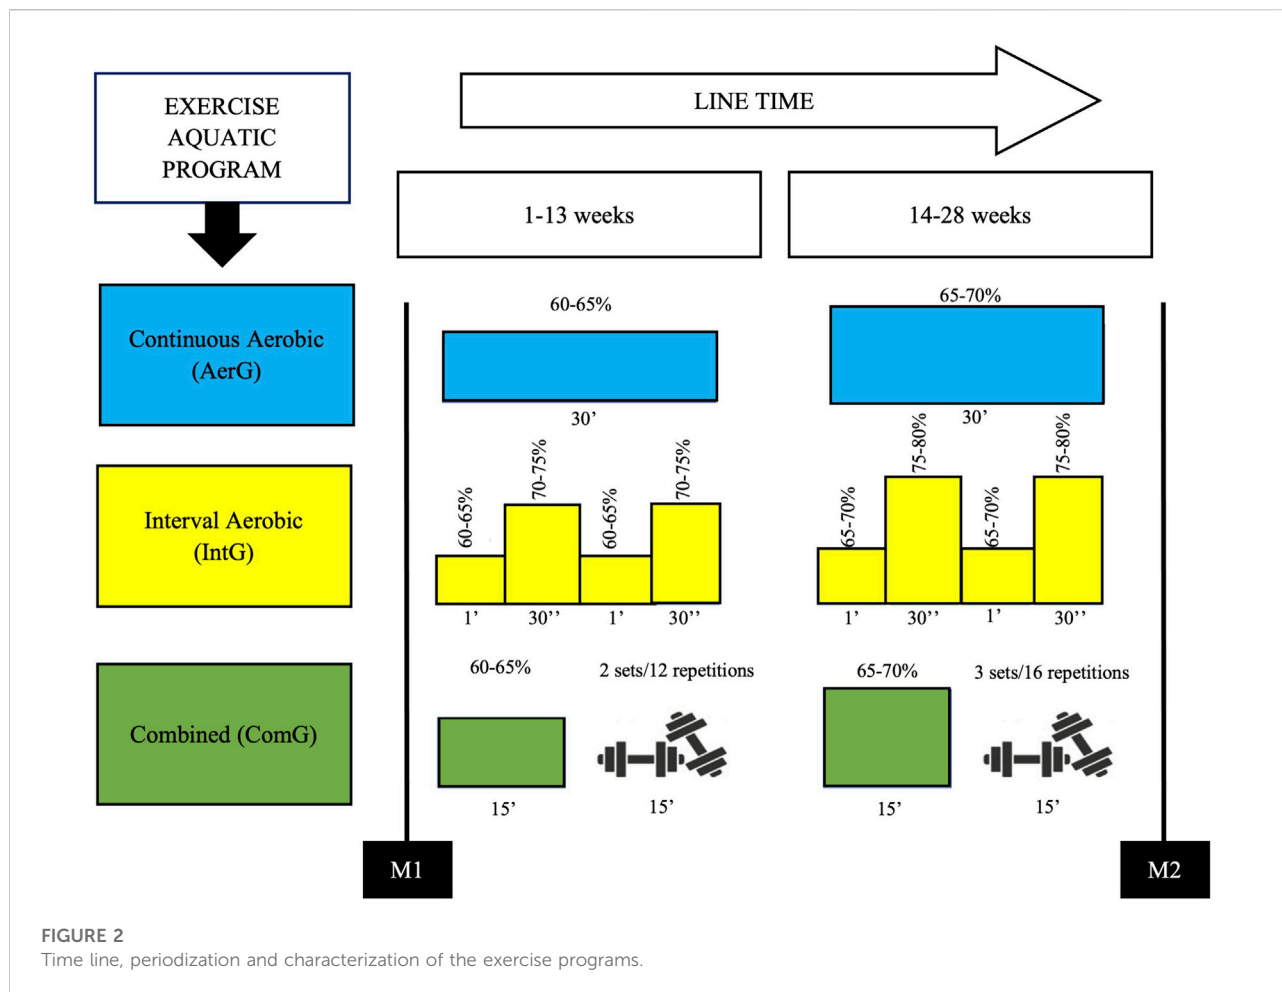 EXERCISE
AQUATIC
PROGRAM
LINE TIME
1-13 weeks
14-28 weeks
Continuous Aerobic
(AerG)
60-65%
30’
65-70%
30’
Interval Aerobic
(IntG)
60-65%
70-75%
60-65%
70-75%
1’
30’’
1’
30’’
65-70%
75-80%
65-70%
75-80%
1’
30’’
1’
30’’
Combined (ComG)
60-65%
15’
2 sets/12 repetitions
15’
65-70%
15’
3 sets/16 repetitions
15’
M1
M2
FIGURE 2
Time line, periodization and characterization of the exercise programs.